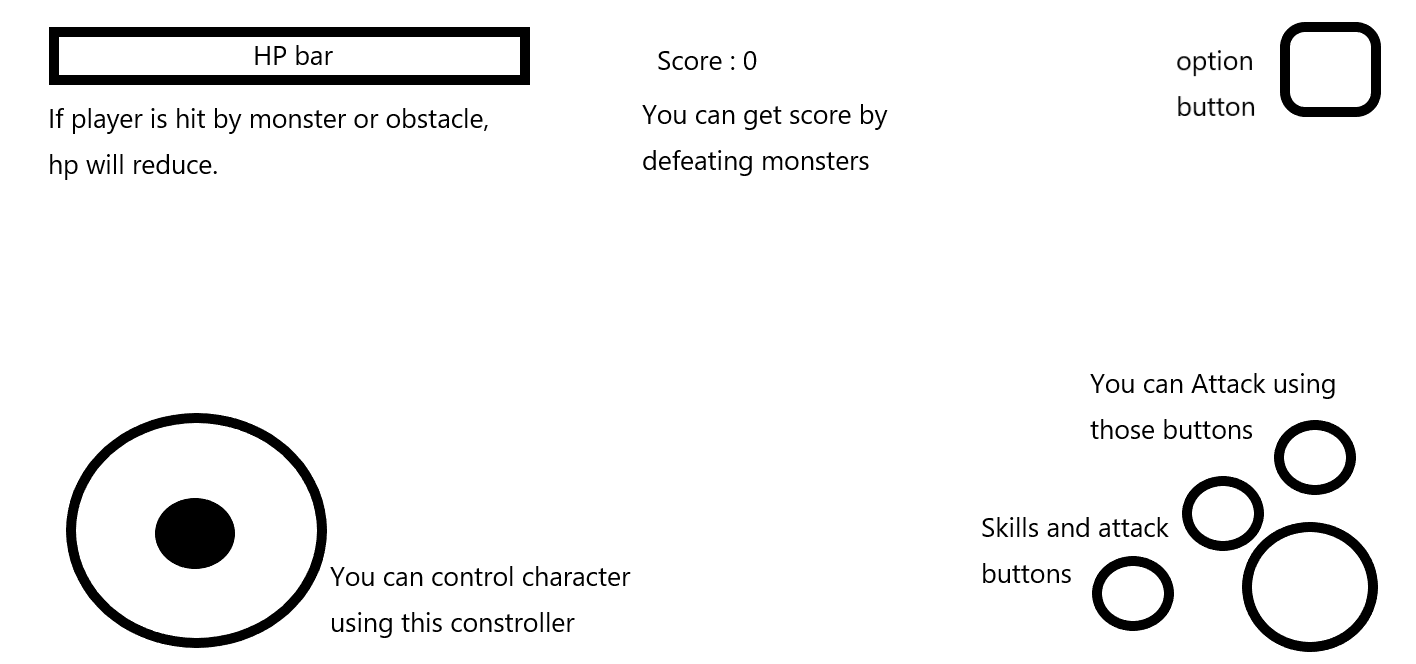 HP bar
If player is hit by monster or obstacle,
hp will reduce.
Score : 0
You can get score by
defeating monsters
option
button
You can Attack using
those buttons
Skills and attack
buttons
You can control character
using this constroller